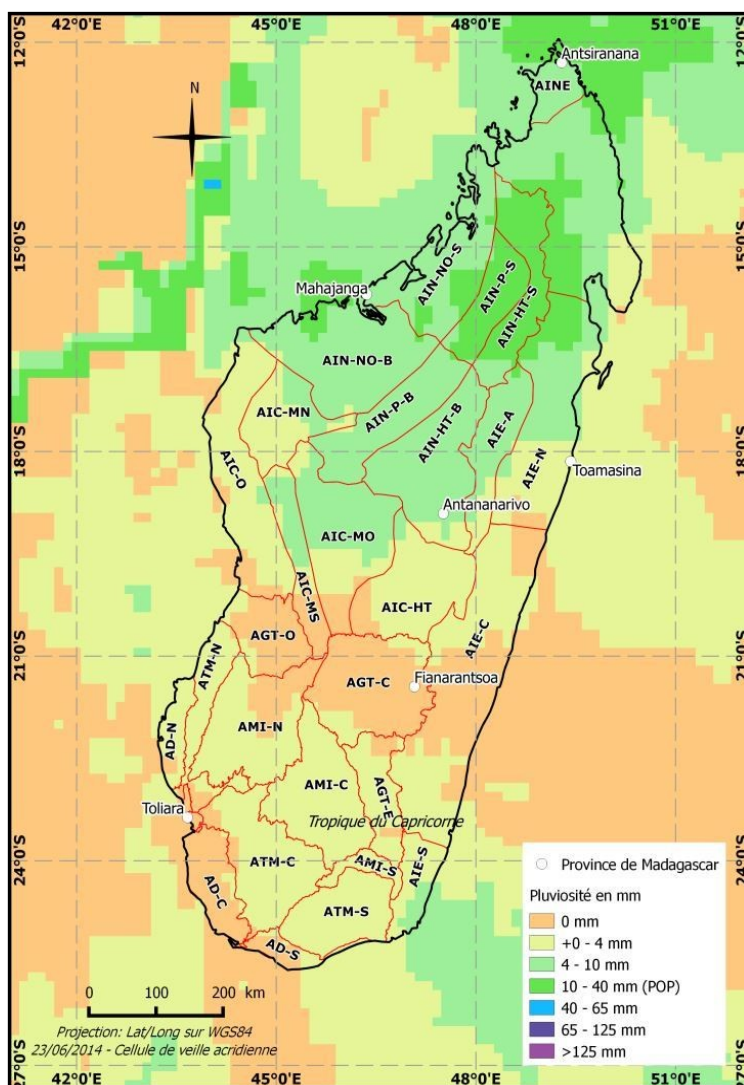 42°0'E 45°0'E 48°0'E 51°0'E
12°0'S 12°0'S
N
Antsiranana
AINE
15°0'S 15°0'S
AIN-NO-S
AIN-P-S
Mahajanga
AIN-HT-S
AIN-NO-B
AIC-MN
AIN-P-B
AIN-HT-B
AIE-A
18°0'S 18°0'S
AIC-O
AIE-N
Toamasina
Antananarivo
AIC-MO
AIC-MS
AIC-HT
AIE-C
AGT-O
21°0'S 21°0'S
ATM-N
AGT-C
Fianarantsoa
AD-N
AMI-N
AMI-C
AGT-E
Toliara
Tropique du Capricorne
24°0'S 24°0'S
ATM-C
AMI-S
AIE-S
AD-C
ATM-S
AD-S
Province de Madagascar
Pluviosité en mm
0 mm
+0 - 4 mm
4 - 10 mm
10 - 40 mm (POP)
40 - 65 mm
65 - 125 mm
>125 mm
0 100 200 km
Projection: Lat/Long sur WGS84
23/06/2014 - Cellule de veille acridienne
27°0'S 27°0'S
42°0'E 45°0'E 48°0'E 51°0'E